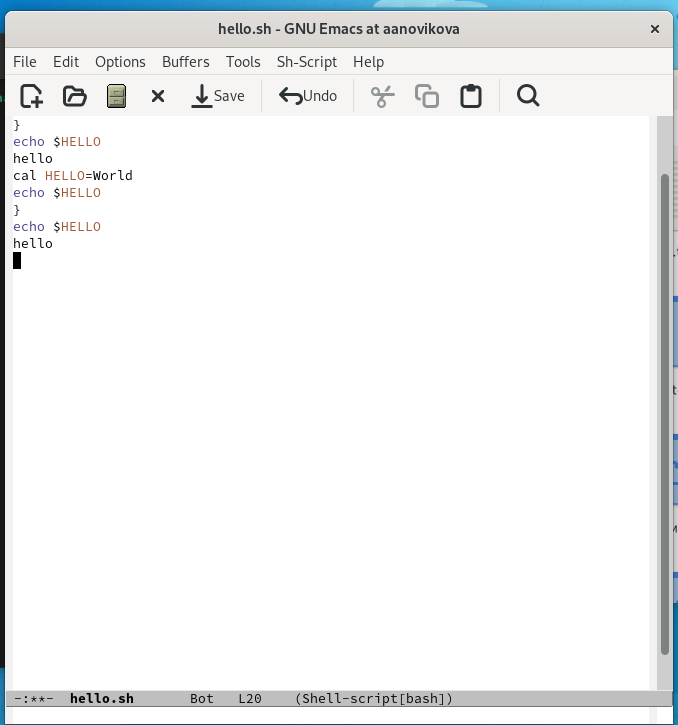 hello.sh - GNU Emacs at aanovikova
File Edit Options Buffers Tools Sh-Script Help
Save Undo
}
echo $HELLO
hello
cal HELLO=World
echo $HELLO
}
echo $HELLO
hello
-:**- hello.sh Bot L20 (Shell-script[bash])